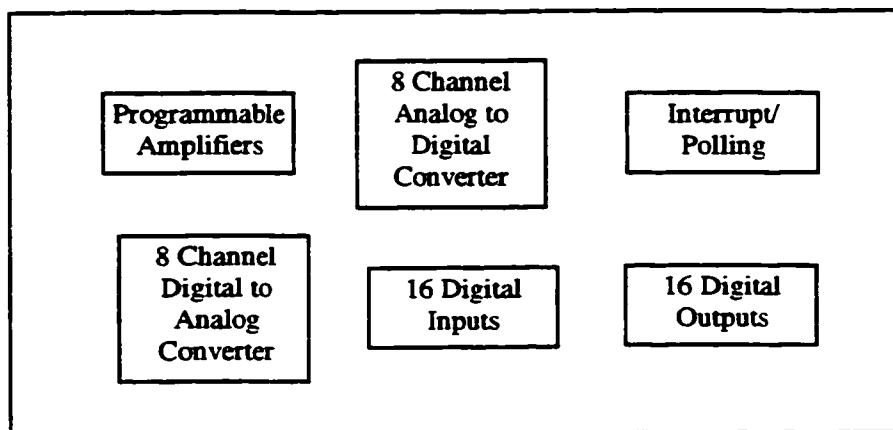 Programmable
Amplifiers
8 Channel
Analog to
Digital
Converter
Interrupt/
Polling
8 Channel
Digital to
Analog
Converter
16 Digital
Inputs
16 Digital
Outputs